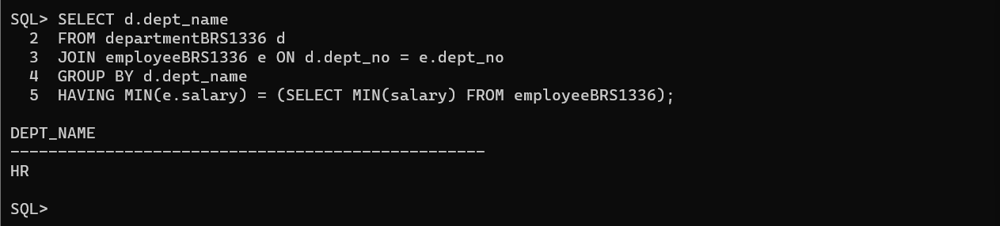 SQL> SELECT d.dept_name
  2  FROM departmentBRS1336 d
  3  JOIN employeeBRS1336 e ON d.dept_no = e.dept_no
  4  GROUP BY d.dept_name
  5  HAVING MIN(e.salary) = (SELECT MIN(salary) FROM employeeBRS1336);
DEPT_NAME
--------------------------------------------------
HR
SQL>